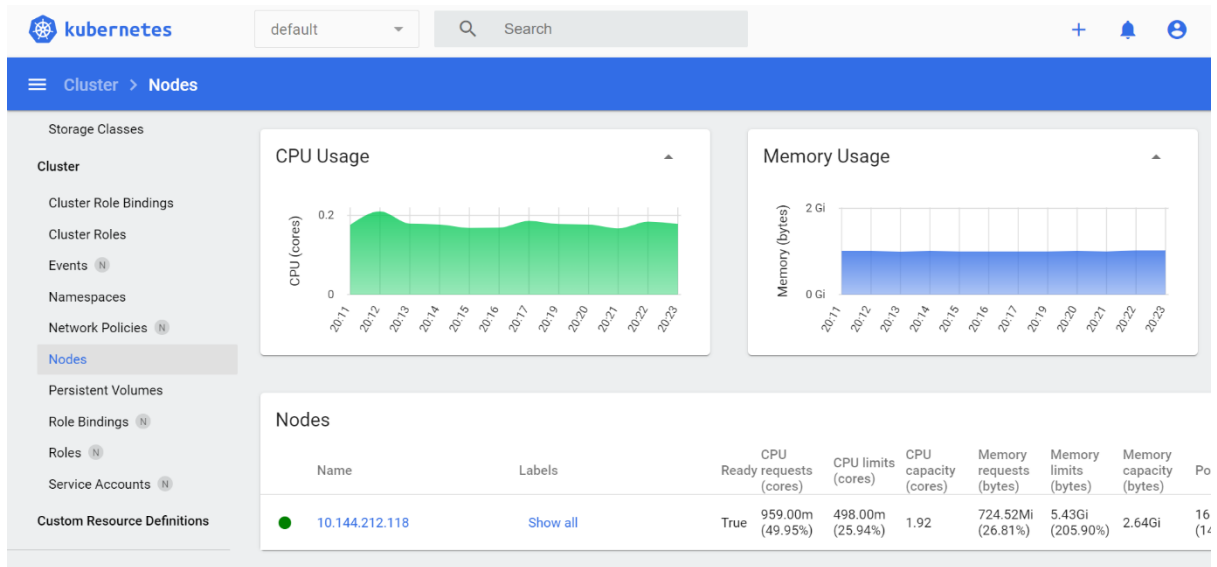 kubernetes
default
Search
Cluster > Nodes
Storage Classes
Cluster
Cluster Role Bindings
Cluster Roles
Events N
Namespaces
Network Policies N
Nodes
Persistent Volumes
Role Bindings N
Roles N
Service Accounts N
Custom Resource Definitions
CPU Usage
CPU (cores)
0.2
0
20:11 20:12 20:13 20:14 20:15 20:16 20:17 20:19 20:20 20:21 20:22 20:23
Memory Usage
Memory (bytes)
2 Gi
0 Gi
20:11 20:12 20:13 20:14 20:15 20:16 20:17 20:19 20:20 20:21 20:22 20:23
Nodes
Name
Labels
Ready
CPU
requests
(cores)
CPU limits
(cores)
CPU
capacity
(cores)
Memory
requests
(bytes)
Memory
limits
(bytes)
Memory
capacity
(bytes)
10.144.212.118
Show all
True
959.00m
(49.95%)
498.00m
(25.94%)
1.92
724.52Mi
(26.81%)
5.43Gi
(205.90%)
2.64Gi